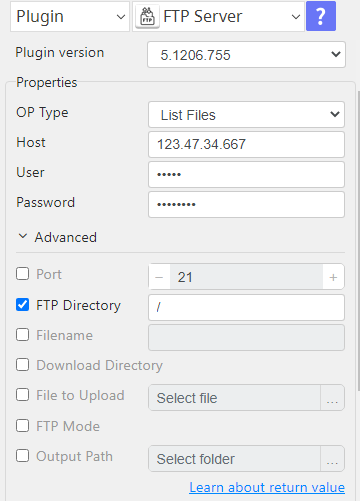 Plugin FTP FTP Server ?
Plugin version 5.1206.755
Properties
OP Type List Files
Host 123.47.34.667
User •••••
Password ••••••••
Advanced
Port − 21 +
FTP Directory /
Filename
Download Directory
File to Upload Select file ...
FTP Mode
Output Path Select folder ...
Learn about return value